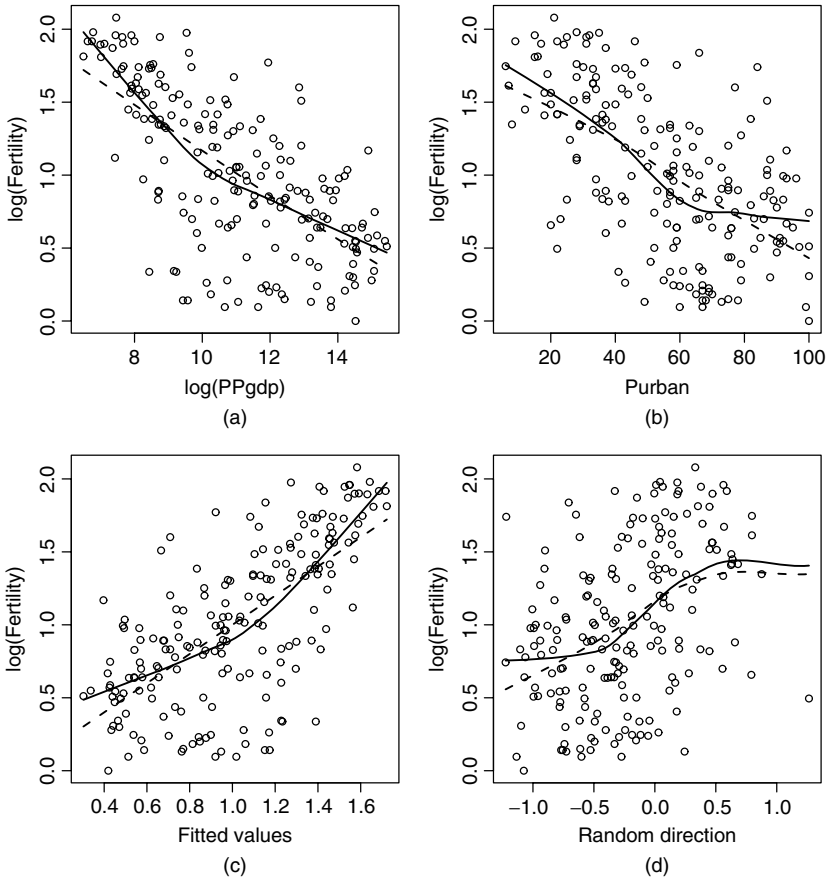 log(Fertility)
0.0 0.5 1.0 1.5 2.0
8 10 12 14
log(PPgdp)
(a)
log(Fertility)
0.0 0.5 1.0 1.5 2.0
20 40 60 80 100
Purban
(b)
log(Fertility)
0.0 0.5 1.0 1.5 2.0
0.4 0.6 0.8 1.0 1.2 1.4 1.6
Fitted values
(c)
log(Fertility)
0.0 0.5 1.0 1.5 2.0
−1.0 −0.5 0.0 0.5 1.0
Random direction
(d)